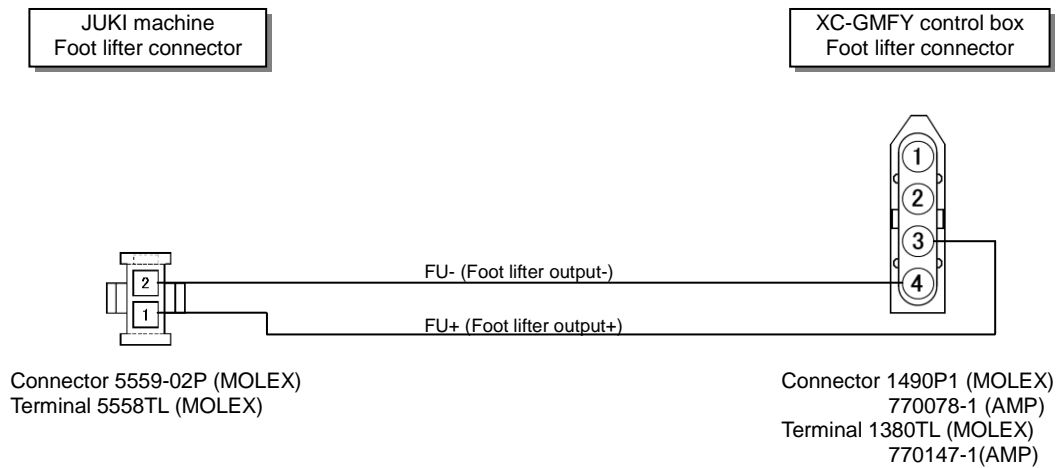 JUKI machine
Foot lifter connector
XC-GMFY control box
Foot lifter connector
1
2
3
4
2
1
FU- (Foot lifter output-)
FU+ (Foot lifter output+)
Connector 5559-02P (MOLEX)
Terminal 5558TL (MOLEX)
Connector 1490P1 (MOLEX)
770078-1 (AMP)
Terminal 1380TL (MOLEX)
770147-1(AMP)